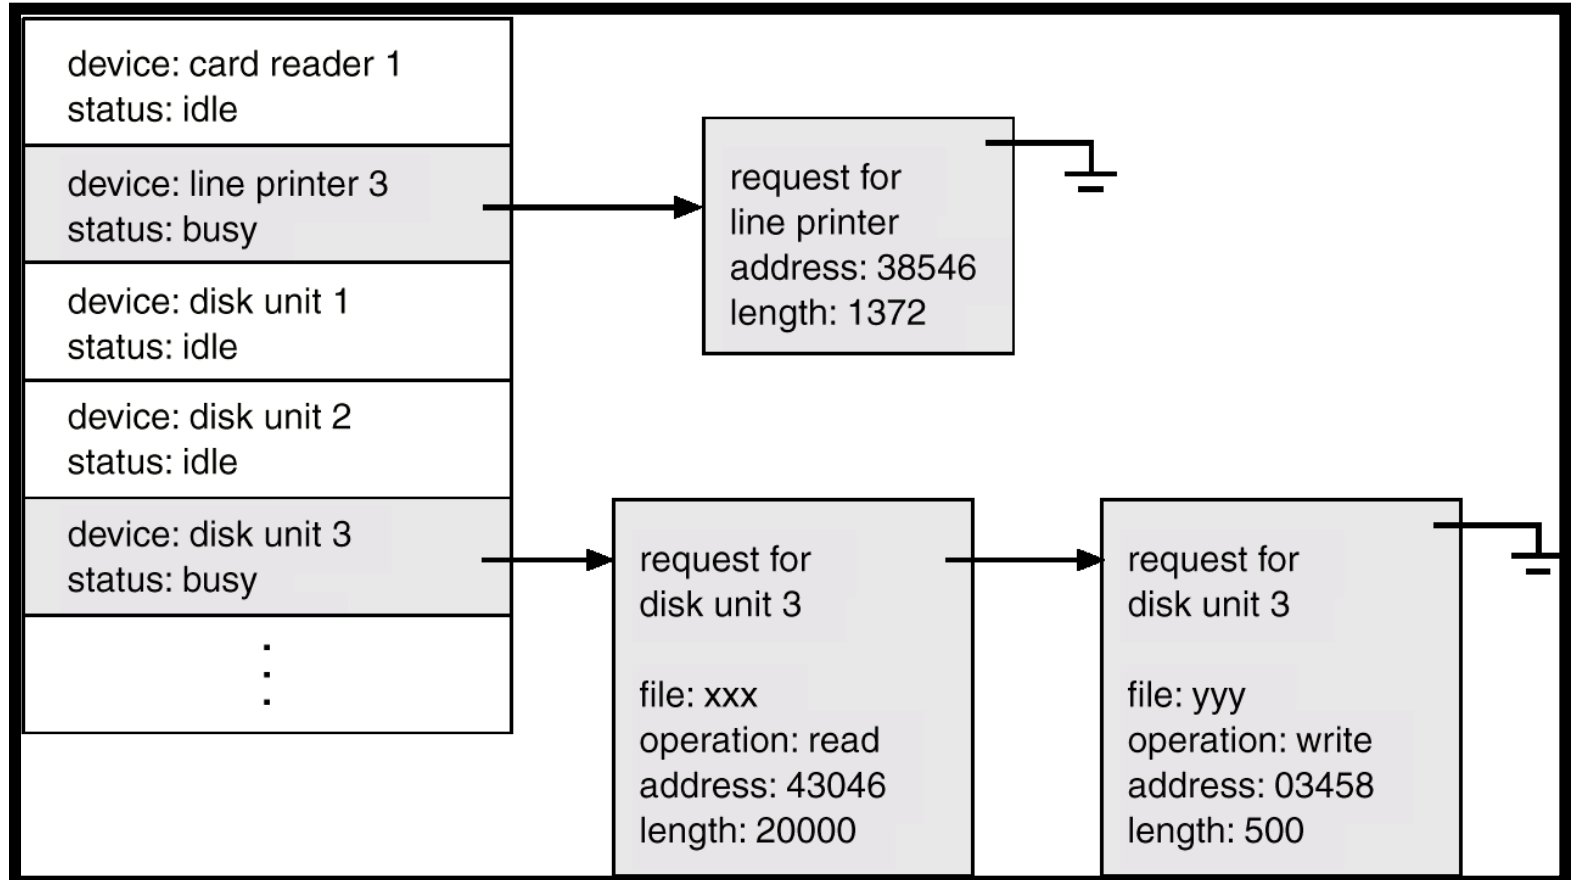 device: card reader 1
status: idle
device: line printer 3
status: busy
device: disk unit 1
status: idle
device: disk unit 2
status: idle
device: disk unit 3
status: busy
request for
line printer
address: 38546
length: 1372
request for
disk unit 3
file: xxx
operation: read
address: 43046
length: 20000
request for
disk unit 3
file: yyy
operation: write
address: 03458
length: 500